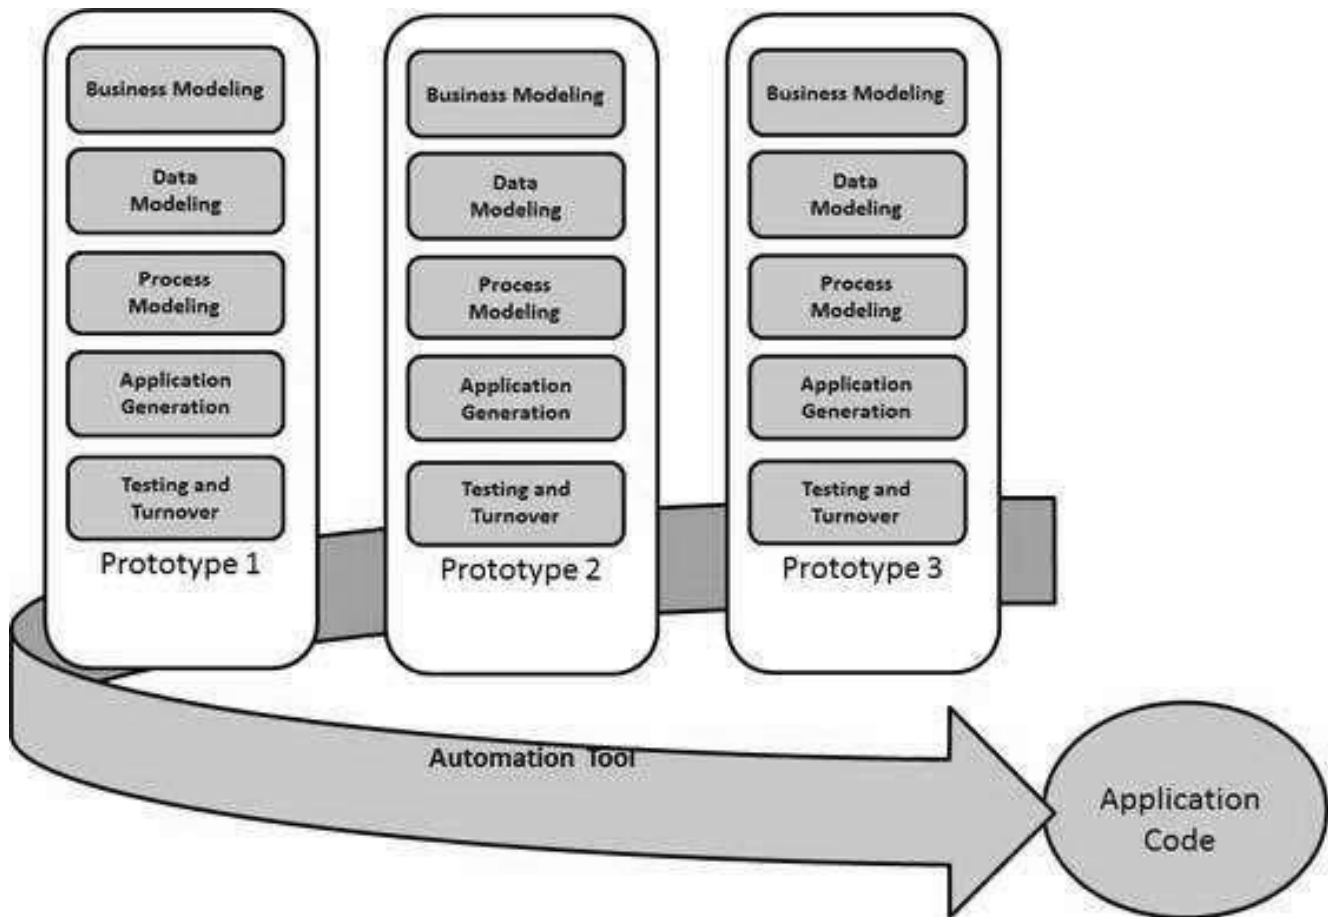 Business Modeling
Data
Modeling
Process
Modeling
Application
Generation
Testing and
Turnover
Prototype 1
Business Modeling
Data
Modeling
Process
Modeling
Application
Generation
Testing and
Turnover
Prototype 2
Business Modeling
Data
Modeling
Process
Modeling
Application
Generation
Testing and
Turnover
Prototype 3
Automation Tool
Application
Code